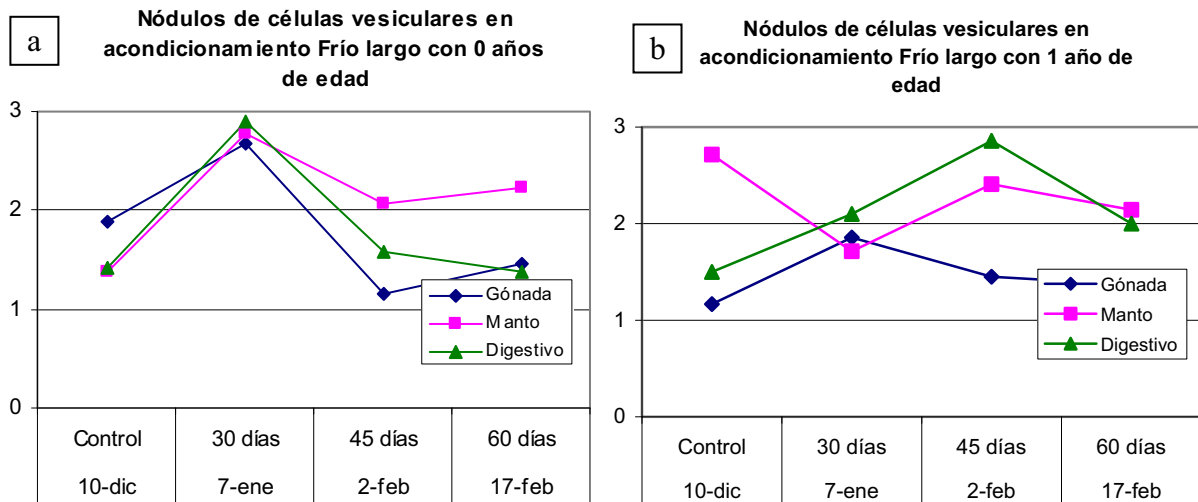 a
Nódulos de células vesiculares en
acondicionamiento Frío largo con 0 años
de edad
3
2
1
0
Gónada
Manto
Digestivo
Control 30 días 45 días 60 días
10-dic 7-ene 2-feb 17-feb
b
Nódulos de células vesiculares en
acondicionamiento Frío largo con 1 año de
edad
3
2
1
0
Gónada
Manto
Digestivo
Control 30 días 45 días 60 días
10-dic 7-ene 2-feb 17-feb